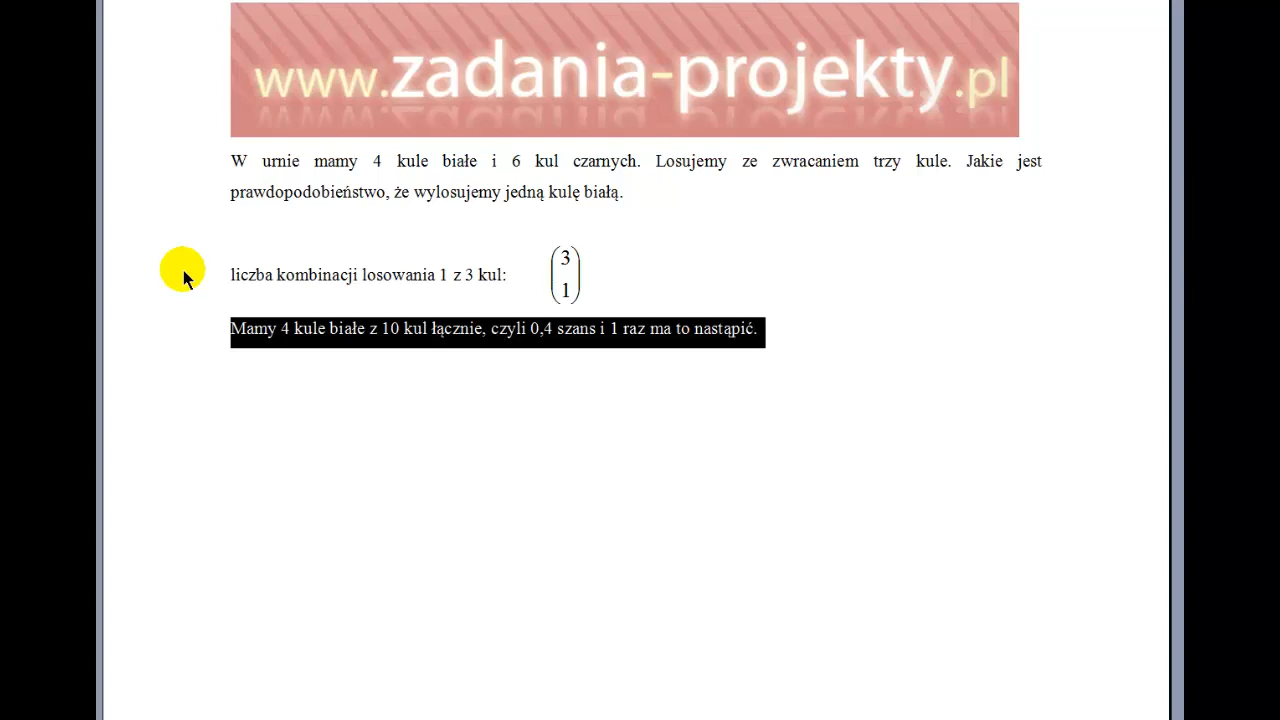 www.zadania-projekty.pl
W urnie mamy 4 kule białe i 6 kul czarnych. Losujemy ze zwracaniem trzy kule. Jakie jest
prawdopodobieństwo, że wylosujemy jedną kulę białą.
liczba kombinacji losowania 1 z 3 kul:
3
1
Mamy 4 kule białe z 10 kul łącznie, czyli 0,4 szans i 1 raz ma to nastąpić.